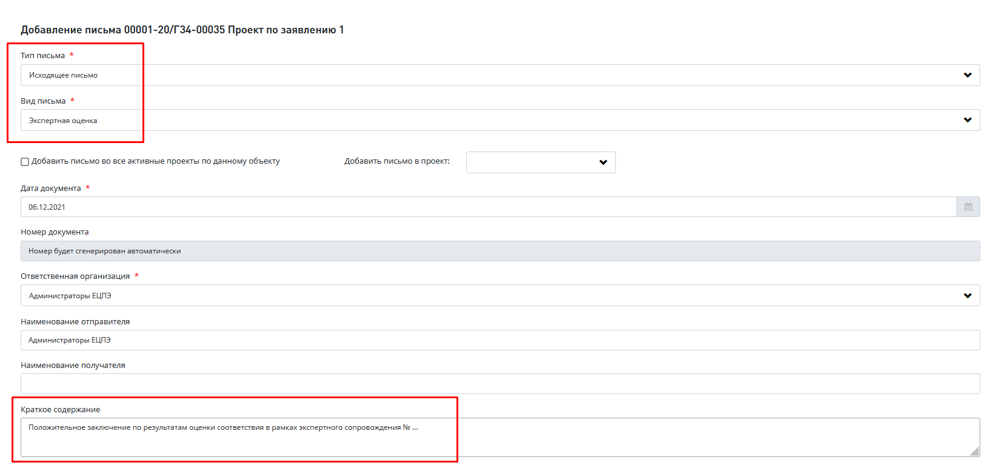 Добавление письма 00001-20/Г34-00035 Проект по заявлению 1
Тип письма *
Исходящее письмо
Вид письма *
Экспертная оценка
Добавить письмо во все активные проекты по данному объекту Добавить письмо в проект:
Дата документа *
06.12.2021
Номер документа
Номер будет сгенерирован автоматически
Ответственная организация *
Администраторы ЕЦПЭ
Наименование отправителя
Администраторы ЕЦПЭ
Наименование получателя
Краткое содержание
Положительное заключение по результатам оценки соответствия в рамках экспертного сопровождения № ...